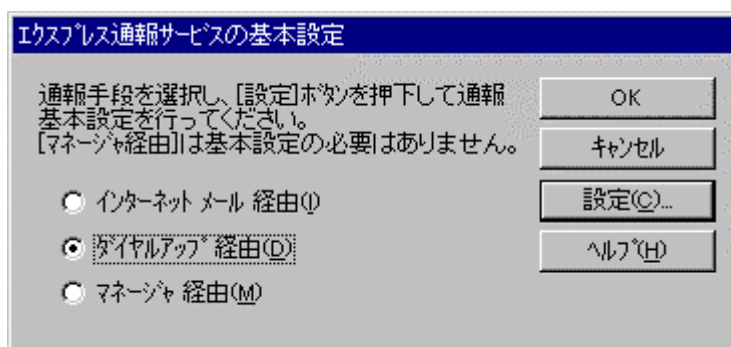 ｴｸｽﾌﾟﾚｽ通報ｻｰﾋﾞｽの基本設定
通報手段を選択し、[設定]ﾎﾞﾀﾝを押下して通報
基本設定を行ってください。
[ﾏﾈｰｼﾞｬ経由]は基本設定の必要はありません。
ｲﾝﾀｰﾈｯﾄ ﾒｰﾙ 経由(I)
ﾀﾞｲﾔﾙｱｯﾌﾟ 経由(D)
ﾏﾈｰｼﾞｬ 経由(M)
OK
ｷｬﾝｾﾙ
設定(C)...
ﾍﾙﾌﾟ(H)